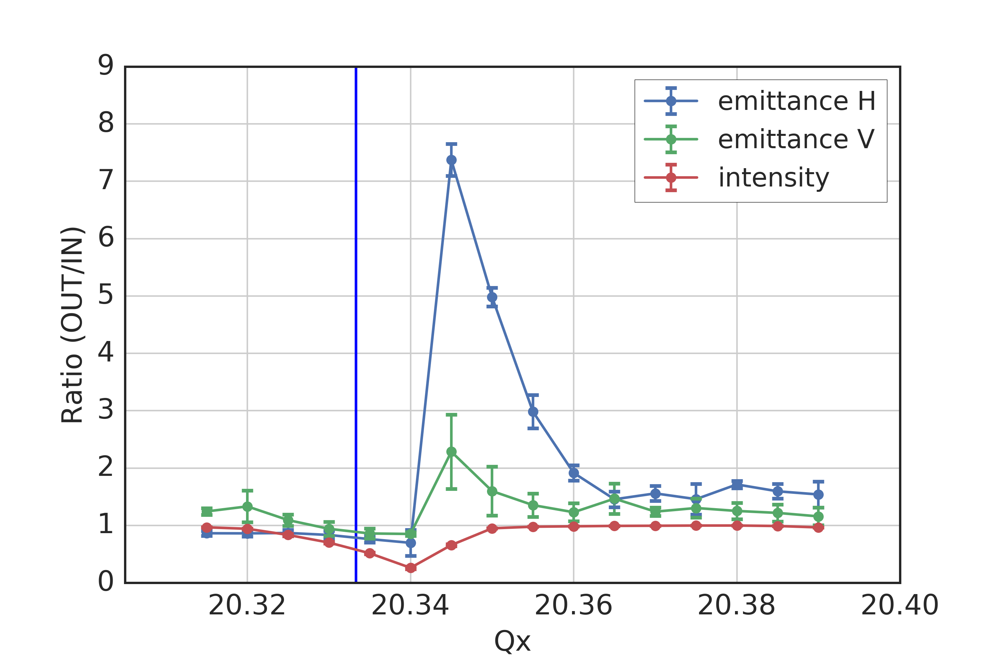 9
8
7
6
5
4
3
2
1
0
Ratio (OUT/IN)
emittance H
emittance V
intensity
20.32 20.34 20.36 20.38 20.40
Qx